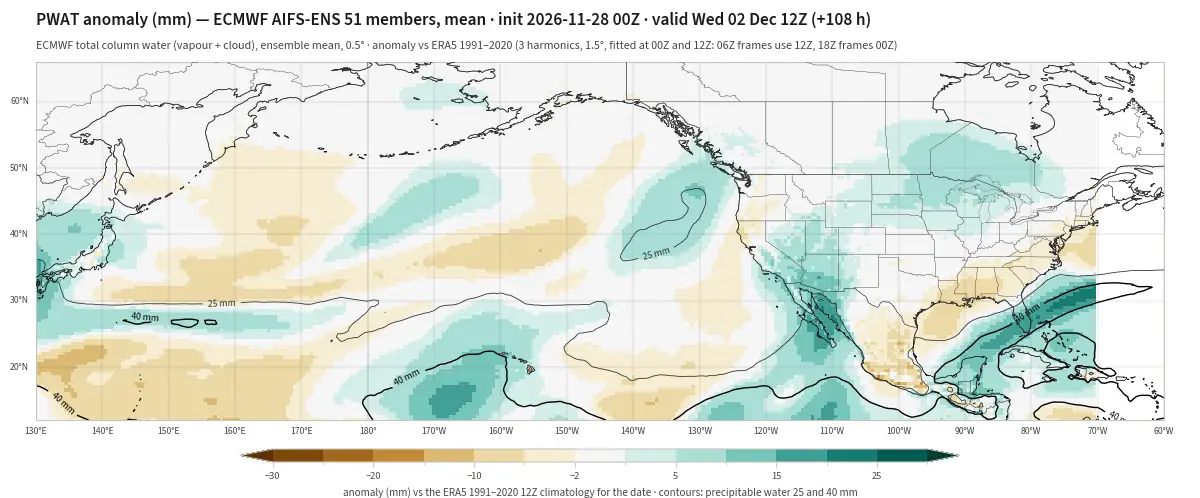 PWAT anomaly (mm) — ECMWF AIFS-ENS 51 members, mean · init 2026-11-28 00Z · valid Wed 02 Dec 12Z (+108 h)
ECMWF total column water (vapour + cloud), ensemble mean, 0.5° · anomaly vs ERA5 1991–2020 (3 harmonics, 1.5°, fitted at 00Z and 12Z: 06Z frames use 12Z, 18Z frames 00Z)
60°N
50°N
40°N
30°N
20°N
25 mm
25 mm
40 mm
40 mm
40 mm
40 mm
40
130°E 140°E 150°E 160°E 170°E 180° 170°W 160°W 150°W 140°W 130°W 120°W 110°W 100°W 90°W 80°W 70°W 60°W
−30 −20 −10 −2 5 15 25
anomaly (mm) vs the ERA5 1991–2020 12Z climatology for the date · contours: precipitable water 25 and 40 mm